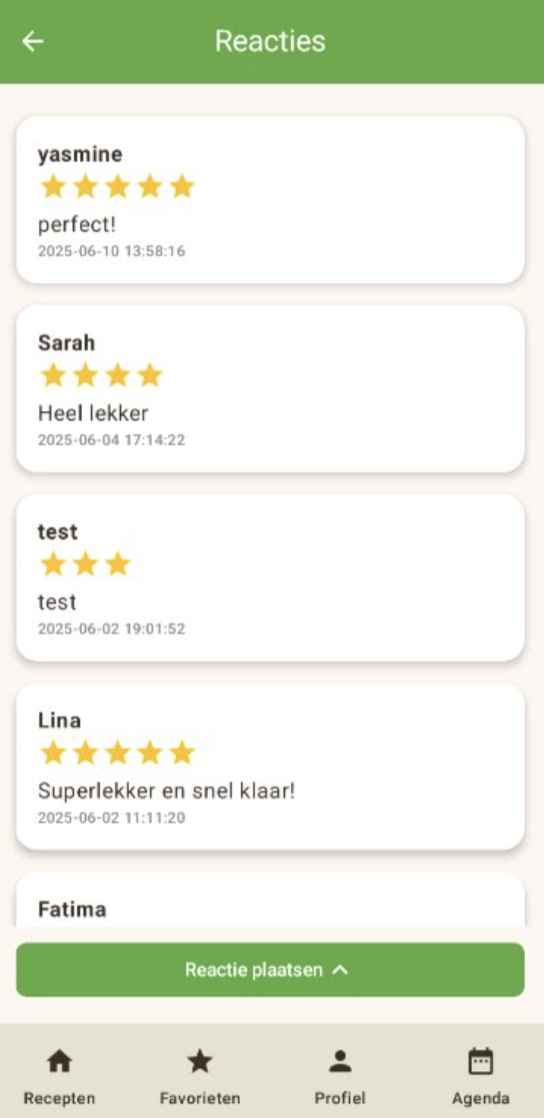 Reacties
yasmine
perfect!
2025-06-10 13:58:16
Sarah
Heel lekker
2025-06-04 17:14:22
test
test
2025-06-02 19:01:52
Lina
Superlekker en snel klaar!
2025-06-02 11:11:20
Fatima
Reactie plaatsen
Recepten
Favorieten
Profiel
Agenda